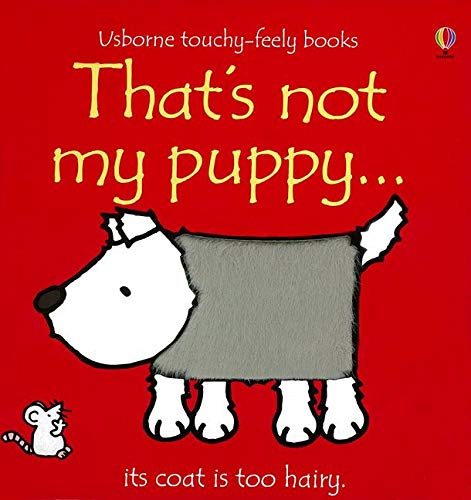 Usborne touchy-feely books
That's not
my puppy...
its coat is too hairy.